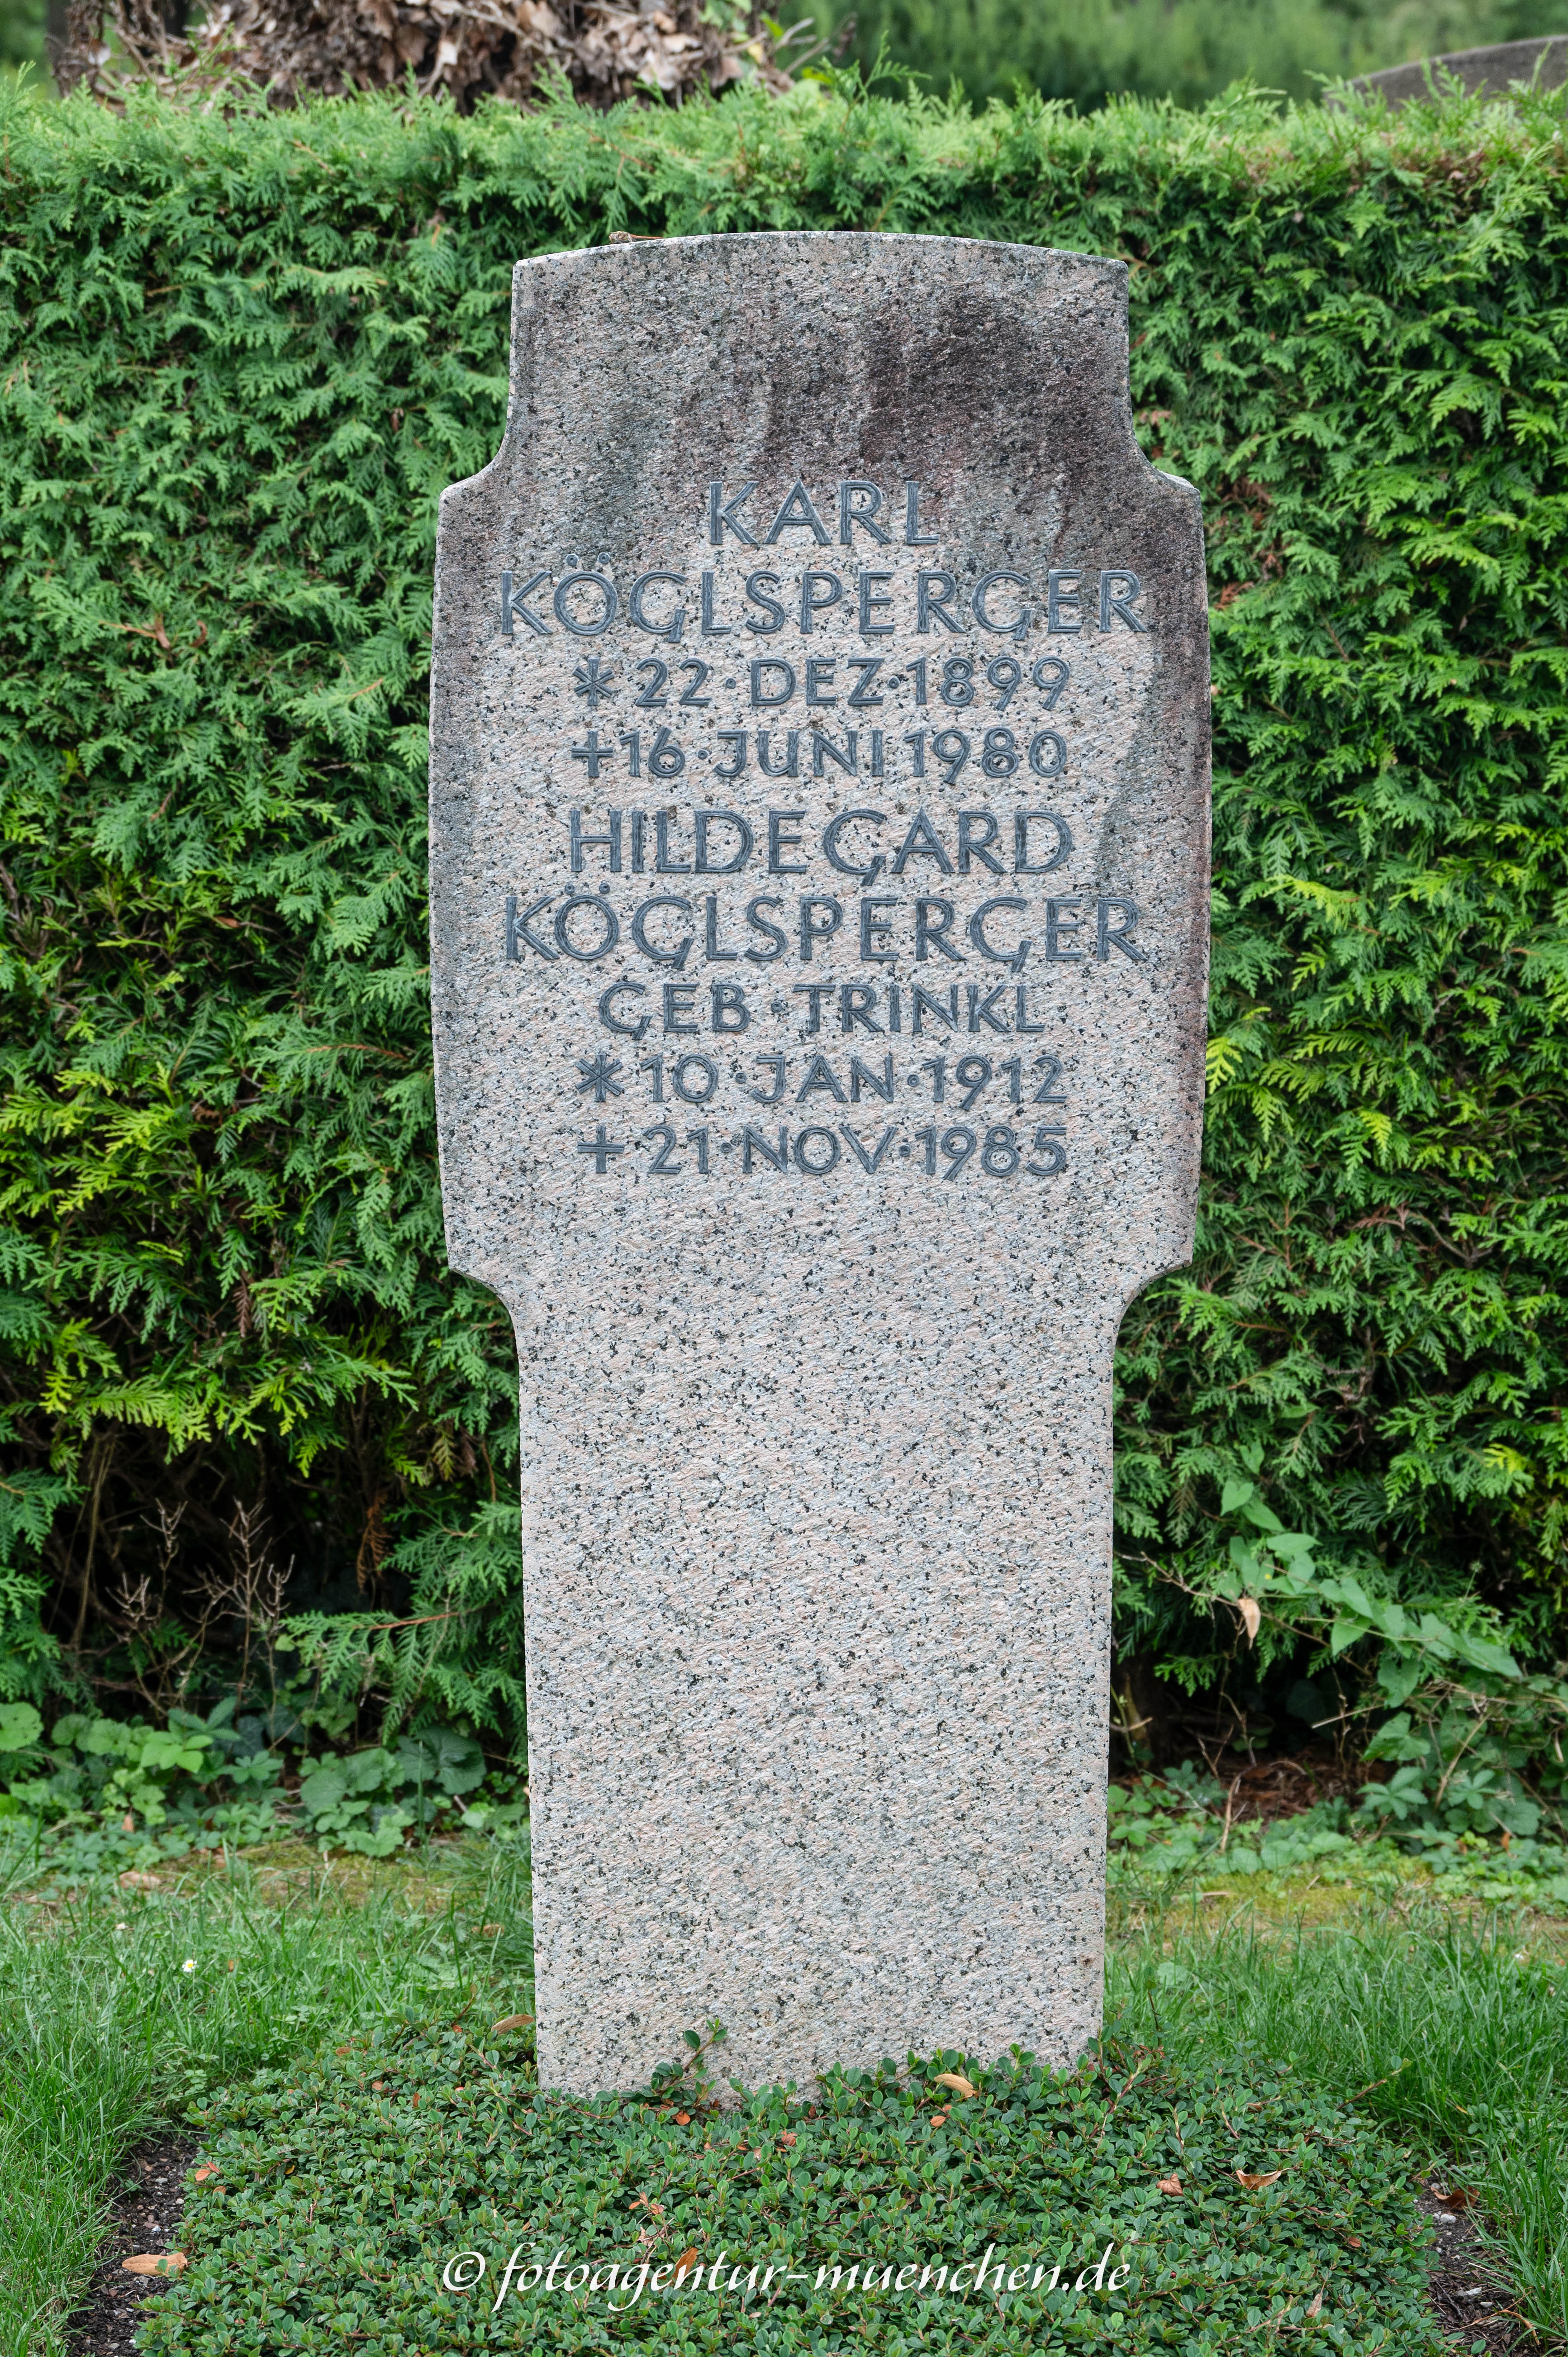 KARL
KÖGLSPERGER
* 22·DEZ·1899
+16·JUNI 1980
HILDEGARD
KÖGLSPERGER
GEB·TRINKL
* 10·JAN·1912
+ 21·NOV·1985
© fotoagentur-muenchen.de